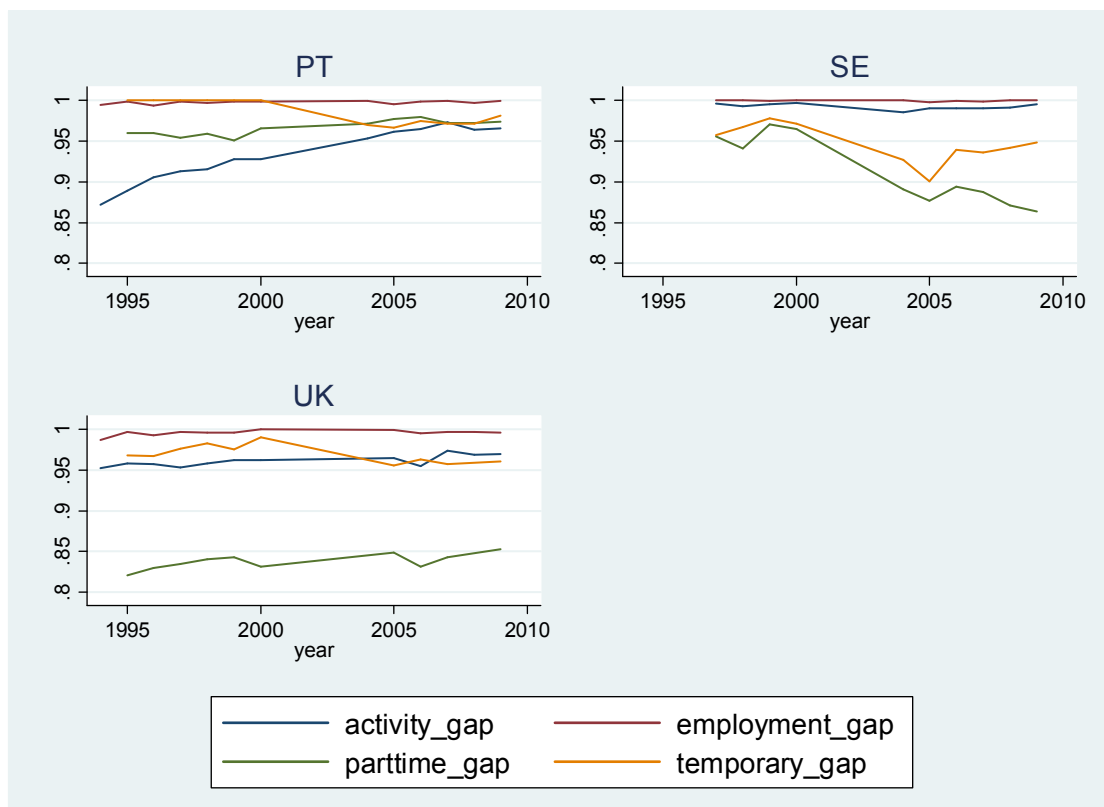 PT
1
.95
.9
.85
.8
1995 2000 2005 2010
year
SE
1
.95
.9
.85
.8
1995 2000 2005 2010
year
UK
1
.95
.9
.85
.8
1995 2000 2005 2010
year
activity_gap employment_gap
parttime_gap temporary_gap